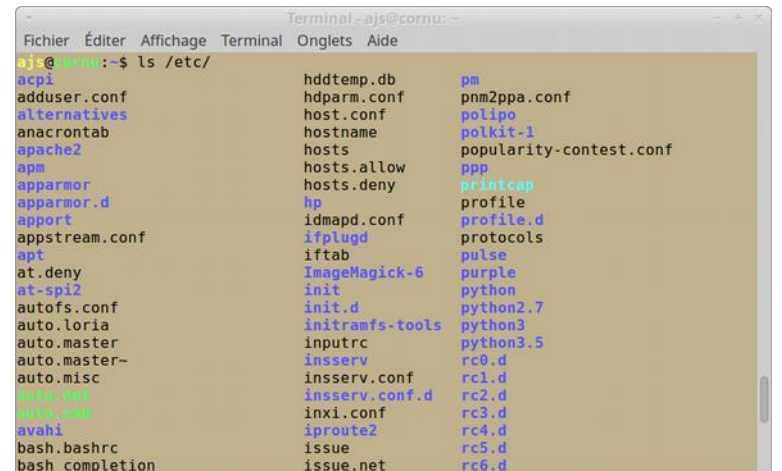 Terminal - ajs@cornu: ~
Fichier Éditer Affichage Terminal Onglets Aide
ajs@cornu:~$ ls /etc/
acpi hddtemp.db pm
adduser.conf hdparm.conf pnm2ppa.conf
alternatives host.conf polipo
anacrontab hostname polkit-1
apache2 hosts popularity-contest.conf
apm hosts.allow ppp
apparmor hosts.deny printcap
apparmor.d hp profile
apport idmapd.conf profile.d
appstream.conf ifplugd protocols
apt iftab pulse
at.deny ImageMagick-6 purple
at-spi2 init python
autofs.conf init.d python2.7
auto.loria initramfs-tools python3
auto.master inputrc python3.5
auto.master~ insserv rc0.d
auto.misc insserv.conf rc1.d
auto.net insserv.conf.d rc2.d
auto.smb inxi.conf rc3.d
avahi iproute2 rc4.d
bash.bashrc issue rc5.d
bash_completion issue.net rc6.d